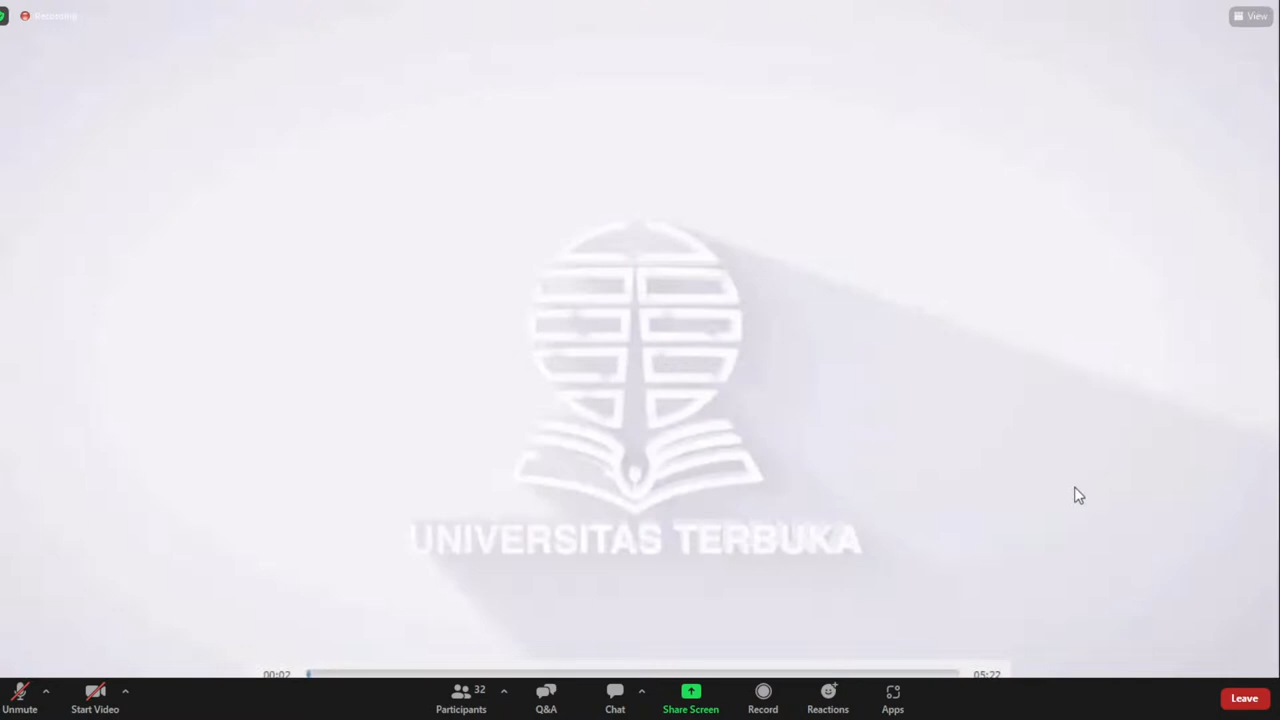 Recording
View
UNIVERSITAS TERBUKA
00:02
05:22
32
Unmute
Start Video
Participants
Q&A
Chat
Share Screen
Record
Reactions
Apps
Leave